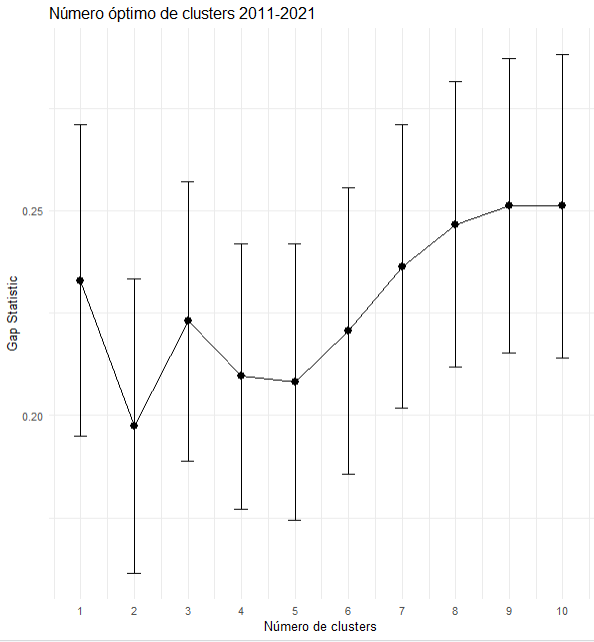 Número óptimo de clusters 2011-2021
Gap Statistic
0.25
0.20
1 2 3 4 5 6 7 8 9 10
Número de clusters